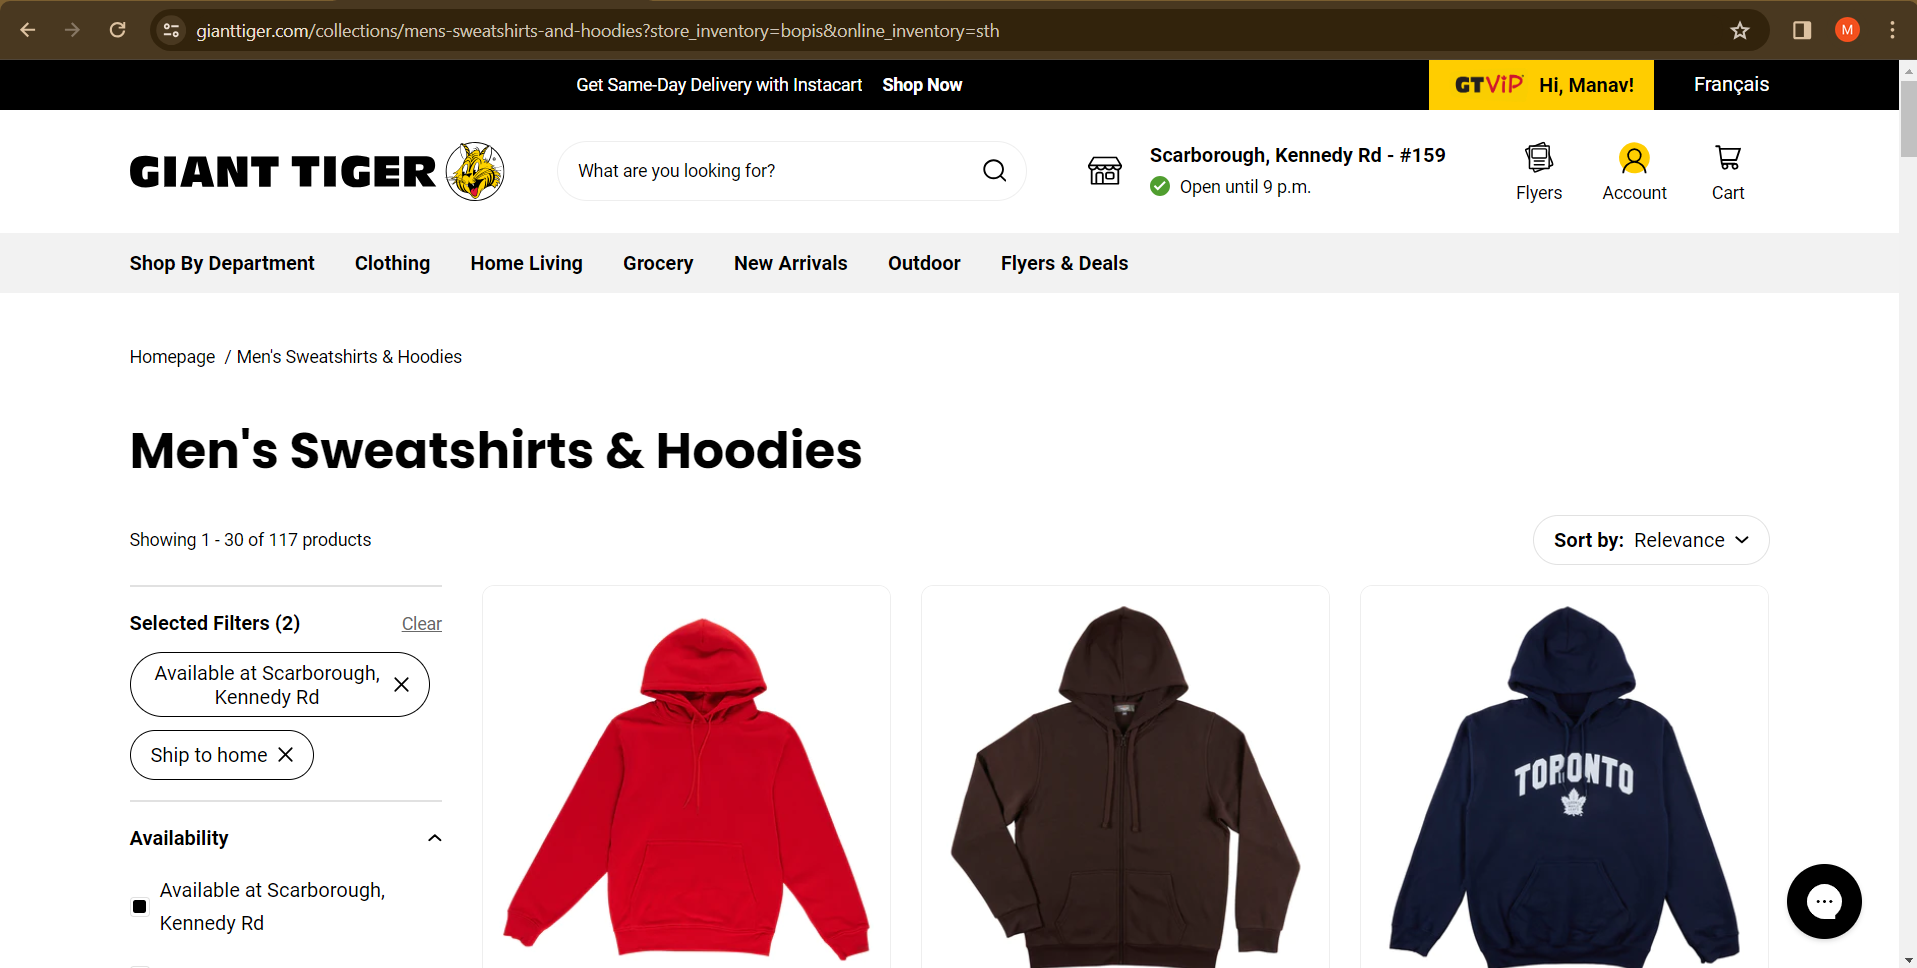 gianttiger.com/collections/mens-sweatshirts-and-hoodies?store_inventory=bopis&online_inventory=sth
M
Get Same-Day Delivery with Instacart Shop Now
GTViP Hi, Manav!
Français
GIANT TIGER
What are you looking for?
Scarborough, Kennedy Rd - #159
Open until 9 p.m.
Flyers
Account
Cart
Shop By Department Clothing Home Living Grocery New Arrivals Outdoor Flyers & Deals
Homepage / Men's Sweatshirts & Hoodies
Men's Sweatshirts & Hoodies
Showing 1 - 30 of 117 products
Sort by: Relevance
Selected Filters (2) Clear
Available at Scarborough,
Kennedy Rd
Ship to home
Availability
Available at Scarborough,
Kennedy Rd
TORONTO